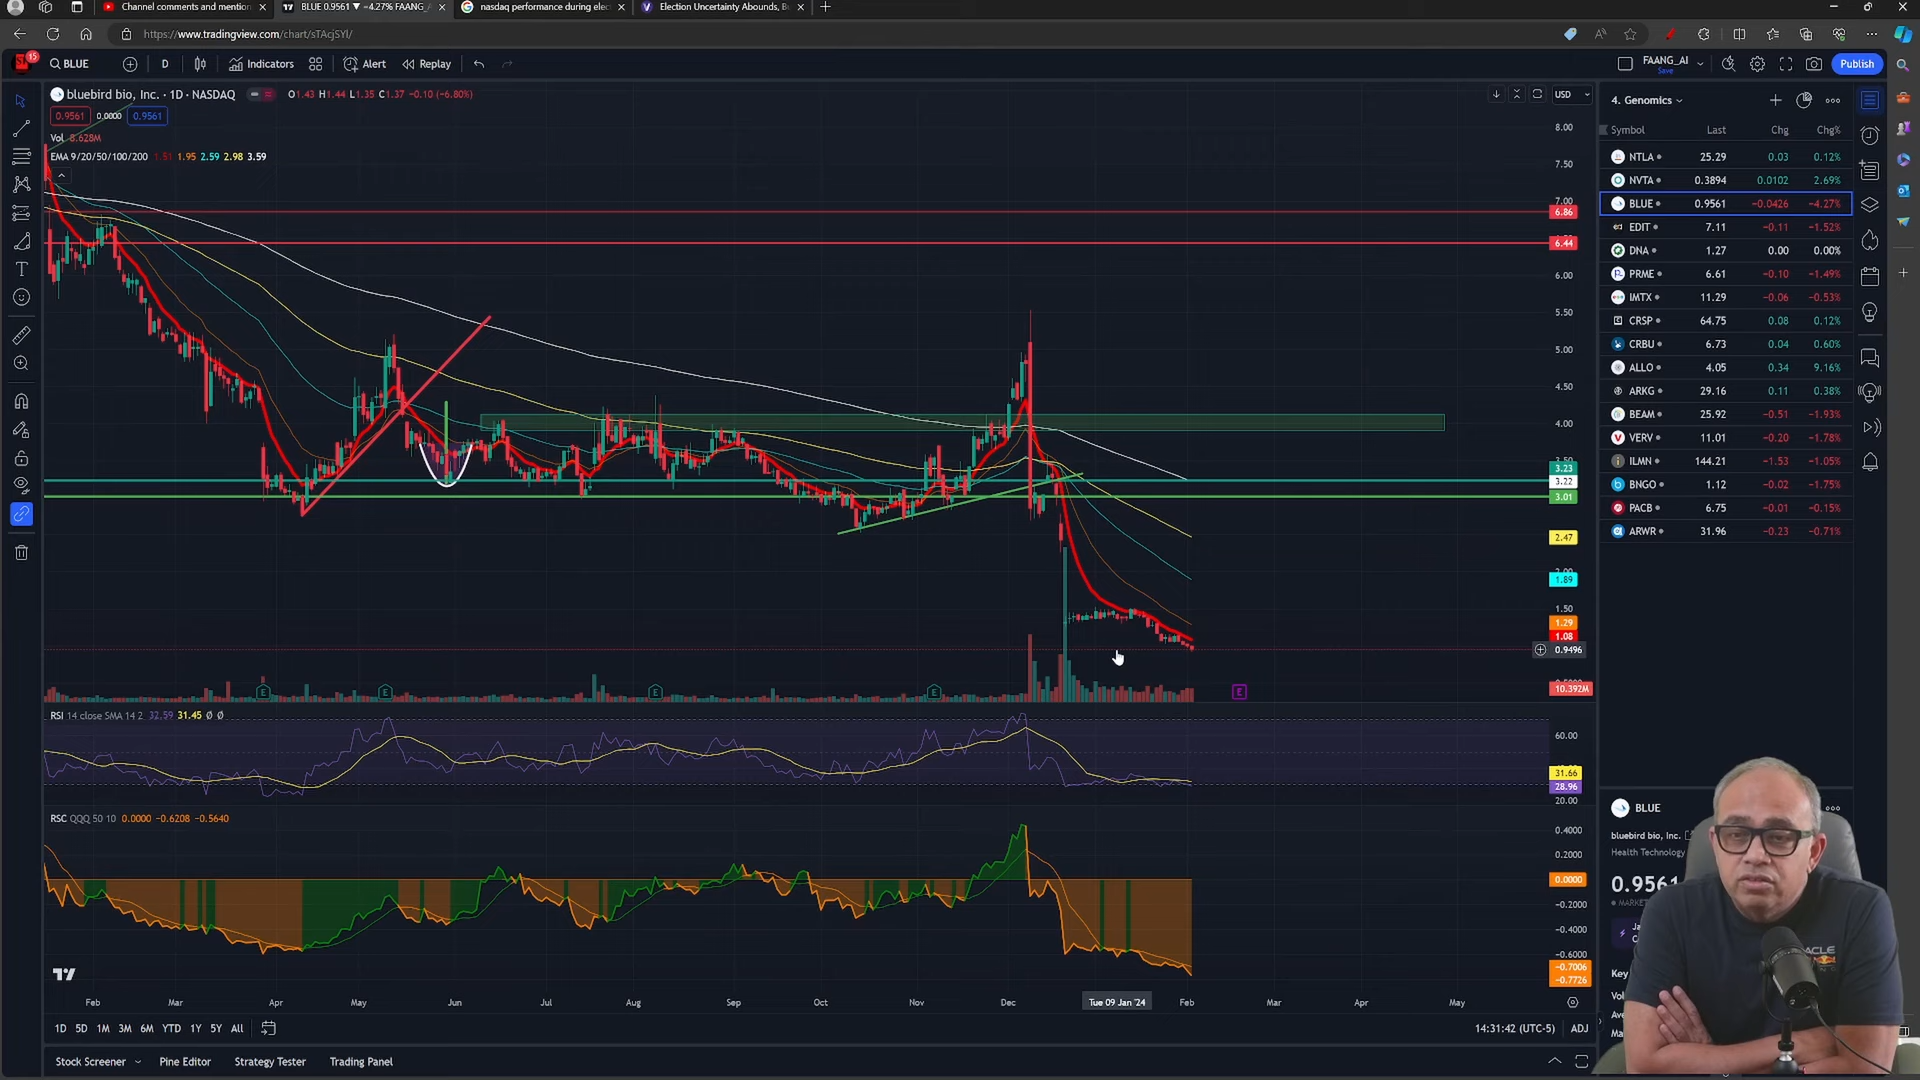 Channel comments and mention
BLUE 0.9561 ▼ −4.27% FAANG_A
nasdaq performance during elec
Election Uncertainty Abounds, Bu
https://www.tradingview.com/chart/sTAcjSYl/
15
BLUE
D
Indicators
Alert
Replay
FAANG_AI
Save
Publish
bluebird bio, Inc. · 1D · NASDAQ
O1.43 H1.44 L1.35 C1.37 −0.10 (−6.80%)
USD
0.9561 0.0000 0.9561
Vol 8.628M
EMA 9/20/50/100/200 1.51 1.95 2.59 2.98 3.59
8.00
7.50
7.00
6.86
6.44
6.00
5.50
5.00
4.50
4.00
3.50
3.23
3.22
3.01
2.47
2.00
1.89
1.50
1.29
1.08
0.9496
10.392M
E
E
E
E
E
RSI 14 close SMA 14 2 32.59 31.45 Ø Ø
60.00
31.66
28.96
20.00
RSC QQQ 50 10 0.0000 −0.6208 −0.5640
0.4000
0.2000
0.0000
−0.2000
−0.4000
−0.6000
−0.7006
−0.7726
Feb Mar Apr May Jun Jul Aug Sep Oct Nov Dec Tue 09 Jan '24 Feb Mar Apr May
1D 5D 1M 3M 6M YTD 1Y 5Y All
14:31:42 (UTC-5) ADJ
Stock Screener
Pine Editor
Strategy Tester
Trading Panel
4. Genomics
Symbol Last Chg Chg%
NTLA 25.29 0.03 0.12%
NVTA 0.3894 0.0102 2.69%
BLUE 0.9561 −0.0426 −4.27%
EDIT 7.11 −0.11 −1.52%
DNA 1.27 0.00 0.00%
PRME 6.61 −0.10 −1.49%
IMTX 11.29 −0.06 −0.53%
CRSP 64.75 0.08 0.12%
CRBU 6.73 0.04 0.60%
ALLO 4.05 0.34 9.16%
ARKG 29.16 0.11 0.38%
BEAM 25.92 −0.51 −1.93%
VERV 11.01 −0.20 −1.78%
ILMN 144.21 −1.53 −1.05%
BNGO 1.12 −0.02 −1.75%
PACB 6.75 −0.01 −0.15%
ARWR 31.96 −0.23 −0.71%
BLUE
bluebird bio, Inc.
Health Technology
0.9561
Key